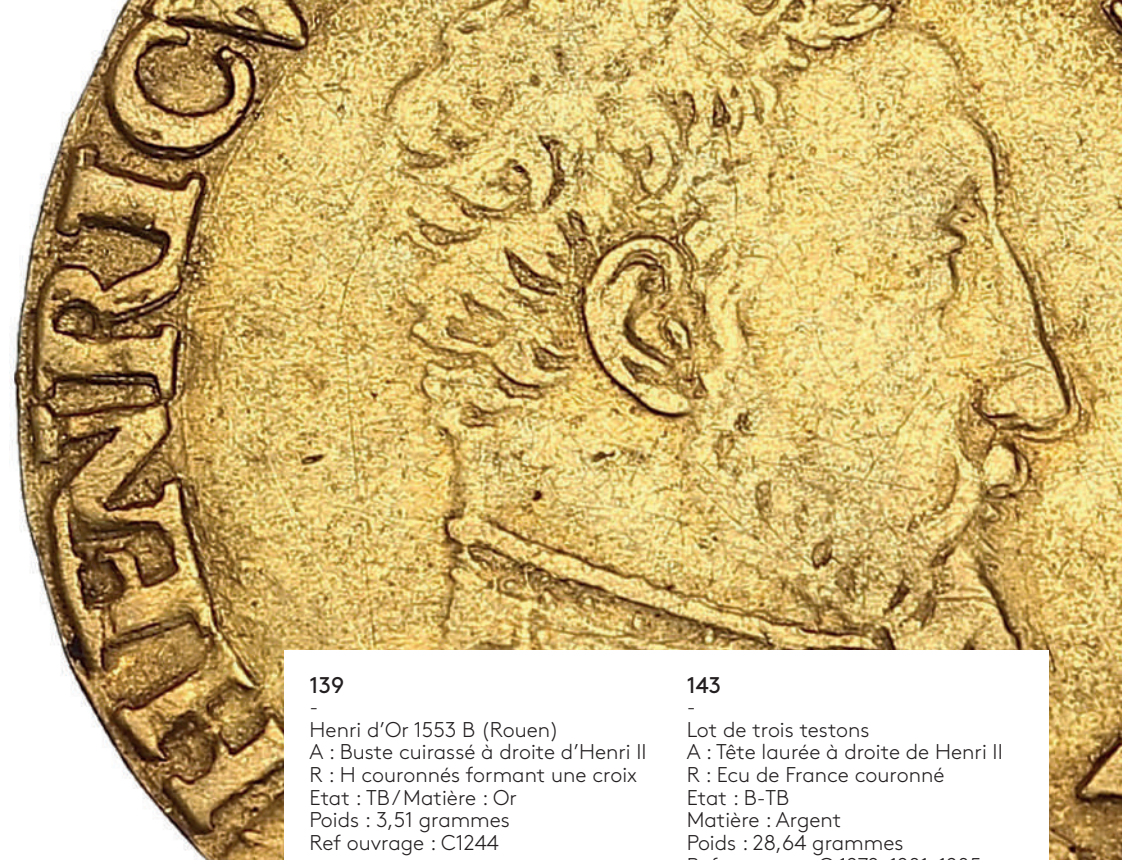 HENRICV
139
-
Henri d'Or 1553 B (Rouen)
A : Buste cuirassé à droite d'Henri II
R : H couronnés formant une croix
Etat : TB/Matière : Or
Poids : 3,51 grammes
Ref ouvrage : C1244
143
-
Lot de trois testons
A : Tête laurée à droite de Henri II
R : Ecu de France couronné
Etat : B-TB
Matière : Argent
Poids : 28,64 grammes